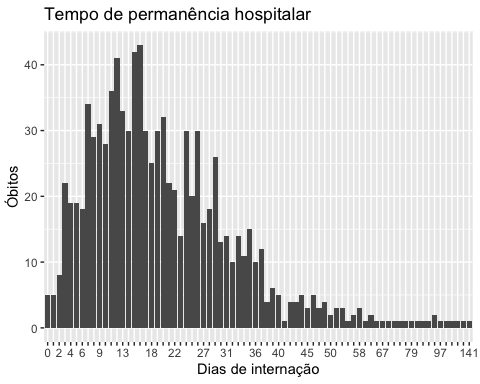 Tempo de permanência hospitalar
40
30
20
10
0
Óbitos
0 2 4 6 9 13 18 22 27 31 36 40 45 50 58 67 79 97 141
Dias de internação